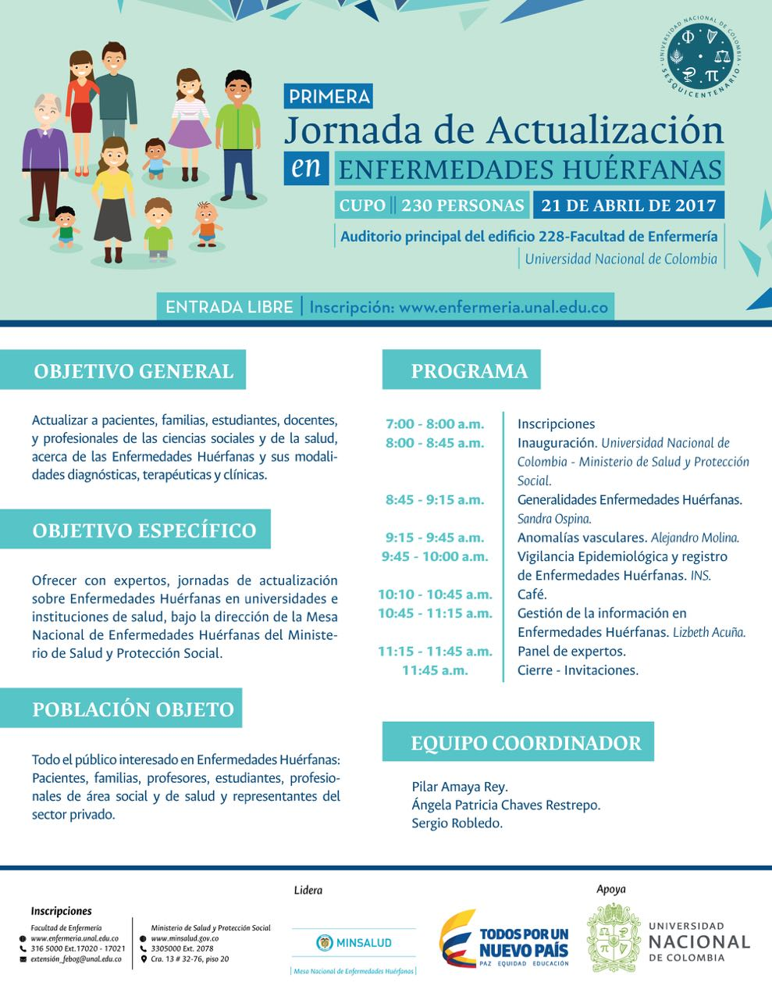 UNIVERSIDAD NACIONAL DE COLOMBIA
SESQUICENTENARIO
PRIMERA
Jornada de Actualización
en ENFERMEDADES HUÉRFANAS
CUPO || 230 PERSONAS 21 DE ABRIL DE 2017
Auditorio principal del edificio 228-Facultad de Enfermería
Universidad Nacional de Colombia
ENTRADA LIBRE | Inscripción: www.enfermeria.unal.edu.co
OBJETIVO GENERAL
Actualizar a pacientes, familias, estudiantes, docentes,
y profesionales de las ciencias sociales y de la salud,
acerca de las Enfermedades Huérfanas y sus modali-
dades diagnósticas, terapéuticas y clínicas.
OBJETIVO ESPECÍFICO
Ofrecer con expertos, jornadas de actualización
sobre Enfermedades Huérfanas en universidades e
instituciones de salud, bajo la dirección de la Mesa
Nacional de Enfermedades Huérfanas del Ministe-
rio de Salud y Protección Social.
POBLACIÓN OBJETO
Todo el público interesado en Enfermedades Huérfanas:
Pacientes, familias, profesores, estudiantes, profesio-
nales de área social y de salud y representantes del
sector privado.
PROGRAMA
7:00 - 8:00 a.m. Inscripciones
8:00 - 8:45 a.m. Inauguración. Universidad Nacional de
Colombia - Ministerio de Salud y Protección
Social.
8:45 - 9:15 a.m. Generalidades Enfermedades Huérfanas.
Sandra Ospina.
9:15 - 9:45 a.m. Anomalías vasculares. Alejandro Molina.
9:45 - 10:00 a.m. Vigilancia Epidemiológica y registro
de Enfermedades Huérfanas. INS.
10:10 - 10:45 a.m. Café.
10:45 - 11:15 a.m. Gestión de la información en
Enfermedades Huérfanas. Lizbeth Acuña.
11:15 - 11:45 a.m. Panel de expertos.
11:45 a.m. Cierre - Invitaciones.
EQUIPO COORDINADOR
Pilar Amaya Rey.
Ángela Patricia Chaves Restrepo.
Sergio Robledo.
Inscripciones
Facultad de Enfermería
www.enfermeria.unal.edu.co
316 5000 Ext.17020 - 17021
extensión_febog@unal.edu.co
Ministerio de Salud y Protección Social
www.minsalud.gov.co
3305000 Ext. 2078
Cra. 13 # 32-76, piso 20
Lidera
MINSALUD
Mesa Nacional de Enfermedades Huérfanas
TODOS POR UN
NUEVO PAÍS
PAZ EQUIDAD EDUCACIÓN
Apoya
UNIVERSIDAD
NACIONAL
DE COLOMBIA